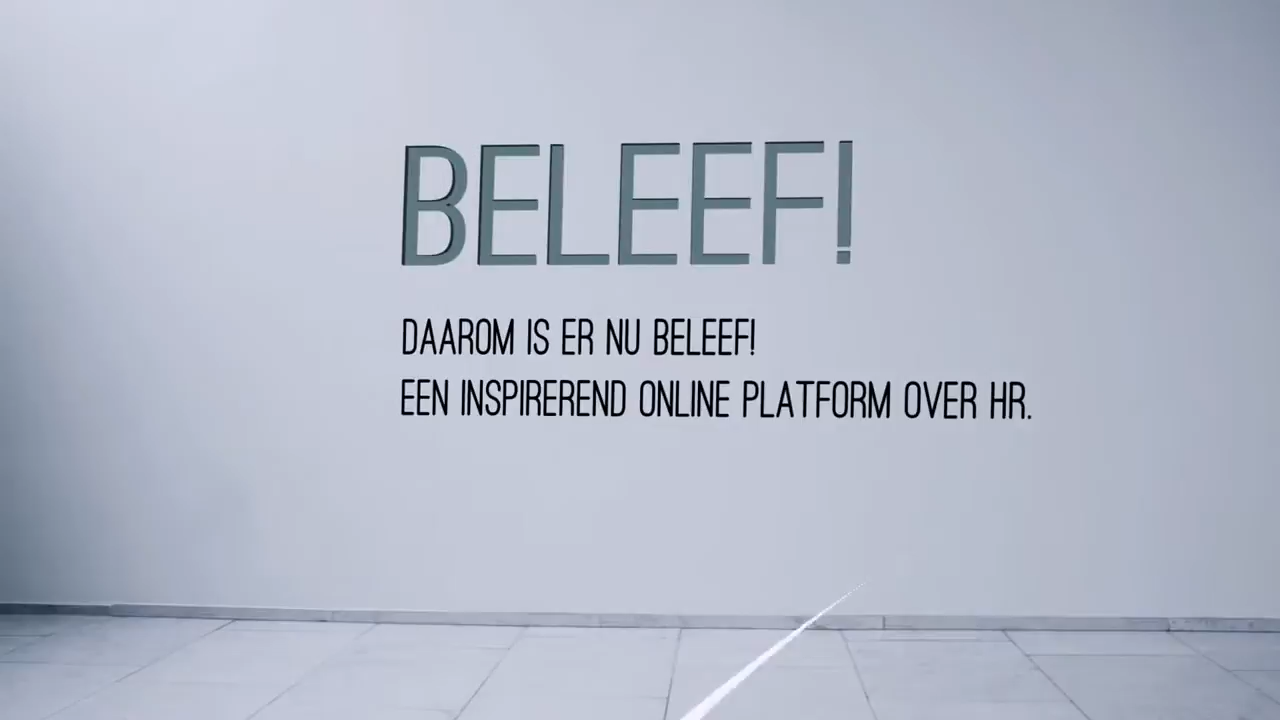 BELEEF!
DAAROM IS ER NU BELEEF!
EEN INSPIREREND ONLINE PLATFORM OVER HR.